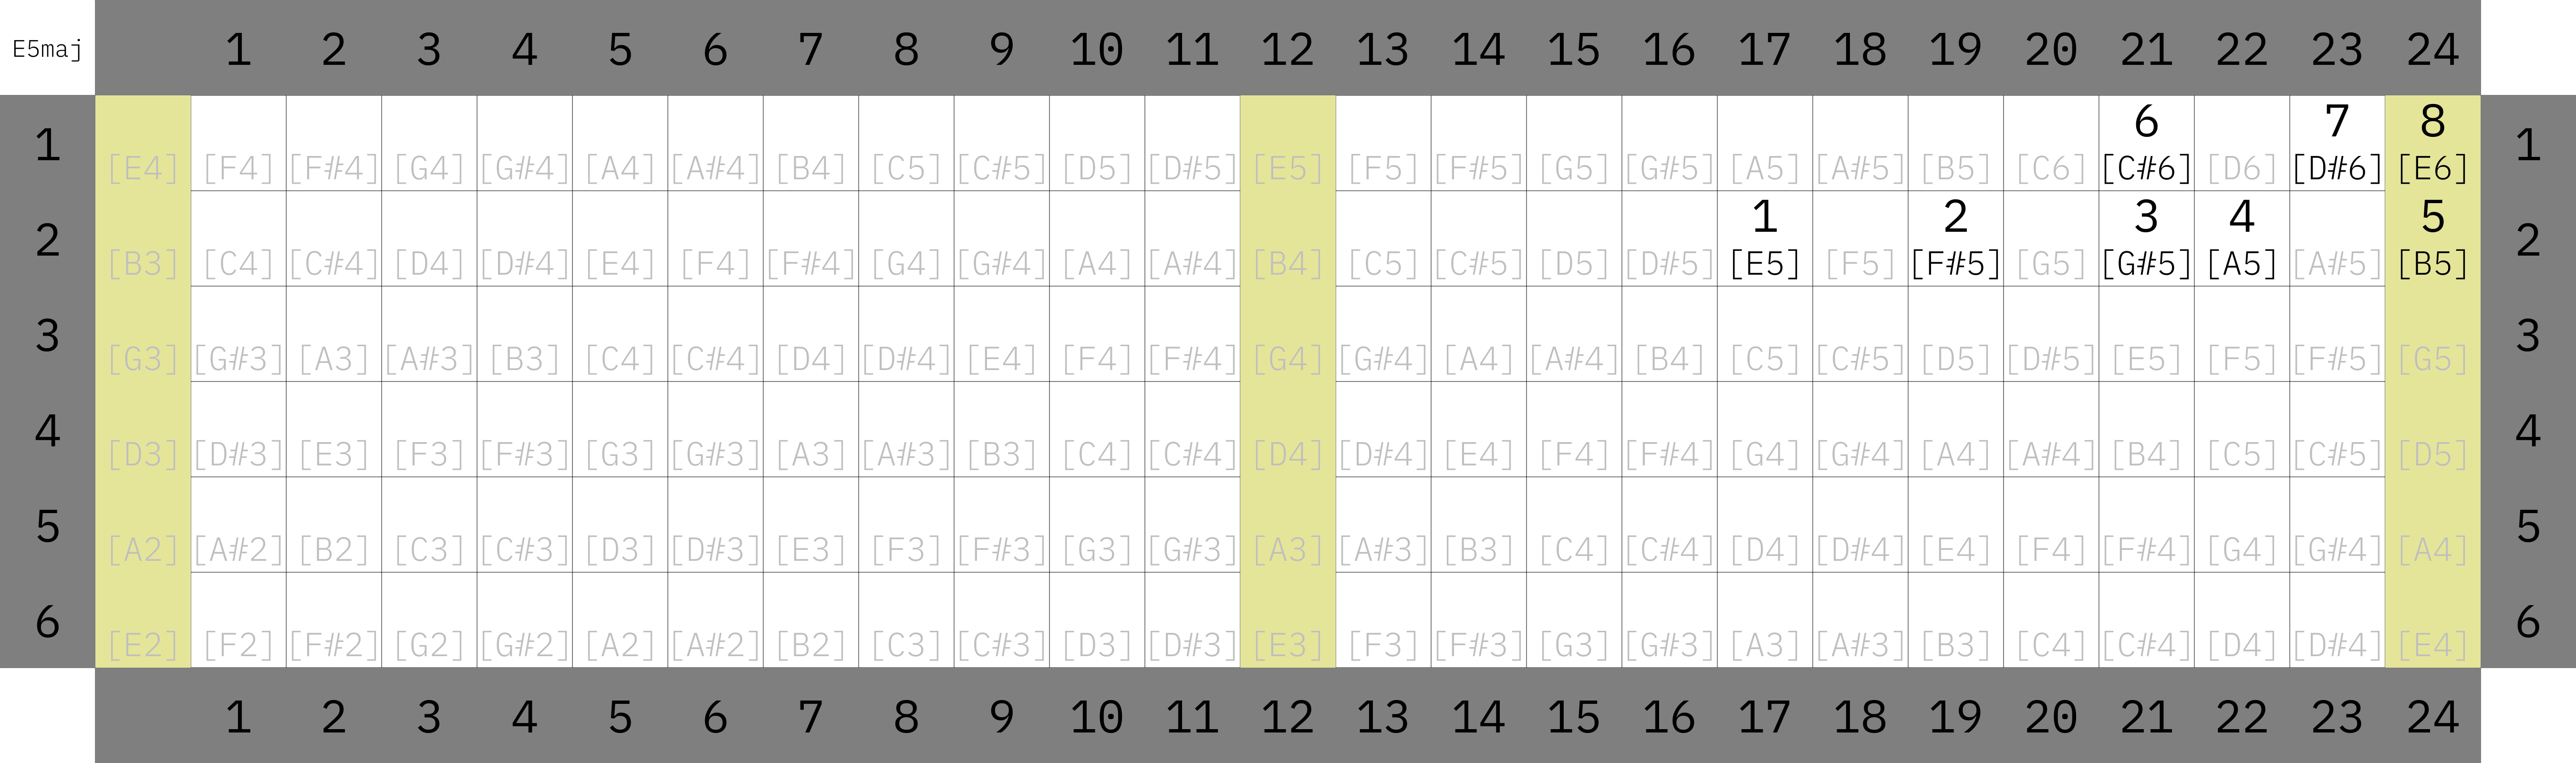 E5maj 1 2 3 4 5 6 7 8 9 10 11 12 13 14 15 16 17 18 19 20 21 22 23 24
6 7 8
1 [E4] [F4] [F#4] [G4] [G#4] [A4] [A#4] [B4] [C5] [C#5] [D5] [D#5] [E5] [F5] [F#5] [G5] [G#5] [A5] [A#5] [B5] [C6] [C#6] [D6] [D#6] [E6] 1
1 2 3 4 5
2 [B3] [C4] [C#4] [D4] [D#4] [E4] [F4] [F#4] [G4] [G#4] [A4] [A#4] [B4] [C5] [C#5] [D5] [D#5] [E5] [F5] [F#5] [G5] [G#5] [A5] [A#5] [B5] 2
3 [G3] [G#3] [A3] [A#3] [B3] [C4] [C#4] [D4] [D#4] [E4] [F4] [F#4] [G4] [G#4] [A4] [A#4] [B4] [C5] [C#5] [D5] [D#5] [E5] [F5] [F#5] [G5] 3
4 [D3] [D#3] [E3] [F3] [F#3] [G3] [G#3] [A3] [A#3] [B3] [C4] [C#4] [D4] [D#4] [E4] [F4] [F#4] [G4] [G#4] [A4] [A#4] [B4] [C5] [C#5] [D5] 4
5 [A2] [A#2] [B2] [C3] [C#3] [D3] [D#3] [E3] [F3] [F#3] [G3] [G#3] [A3] [A#3] [B3] [C4] [C#4] [D4] [D#4] [E4] [F4] [F#4] [G4] [G#4] [A4] 5
6 [E2] [F2] [F#2] [G2] [G#2] [A2] [A#2] [B2] [C3] [C#3] [D3] [D#3] [E3] [F3] [F#3] [G3] [G#3] [A3] [A#3] [B3] [C4] [C#4] [D4] [D#4] [E4] 6
1 2 3 4 5 6 7 8 9 10 11 12 13 14 15 16 17 18 19 20 21 22 23 24